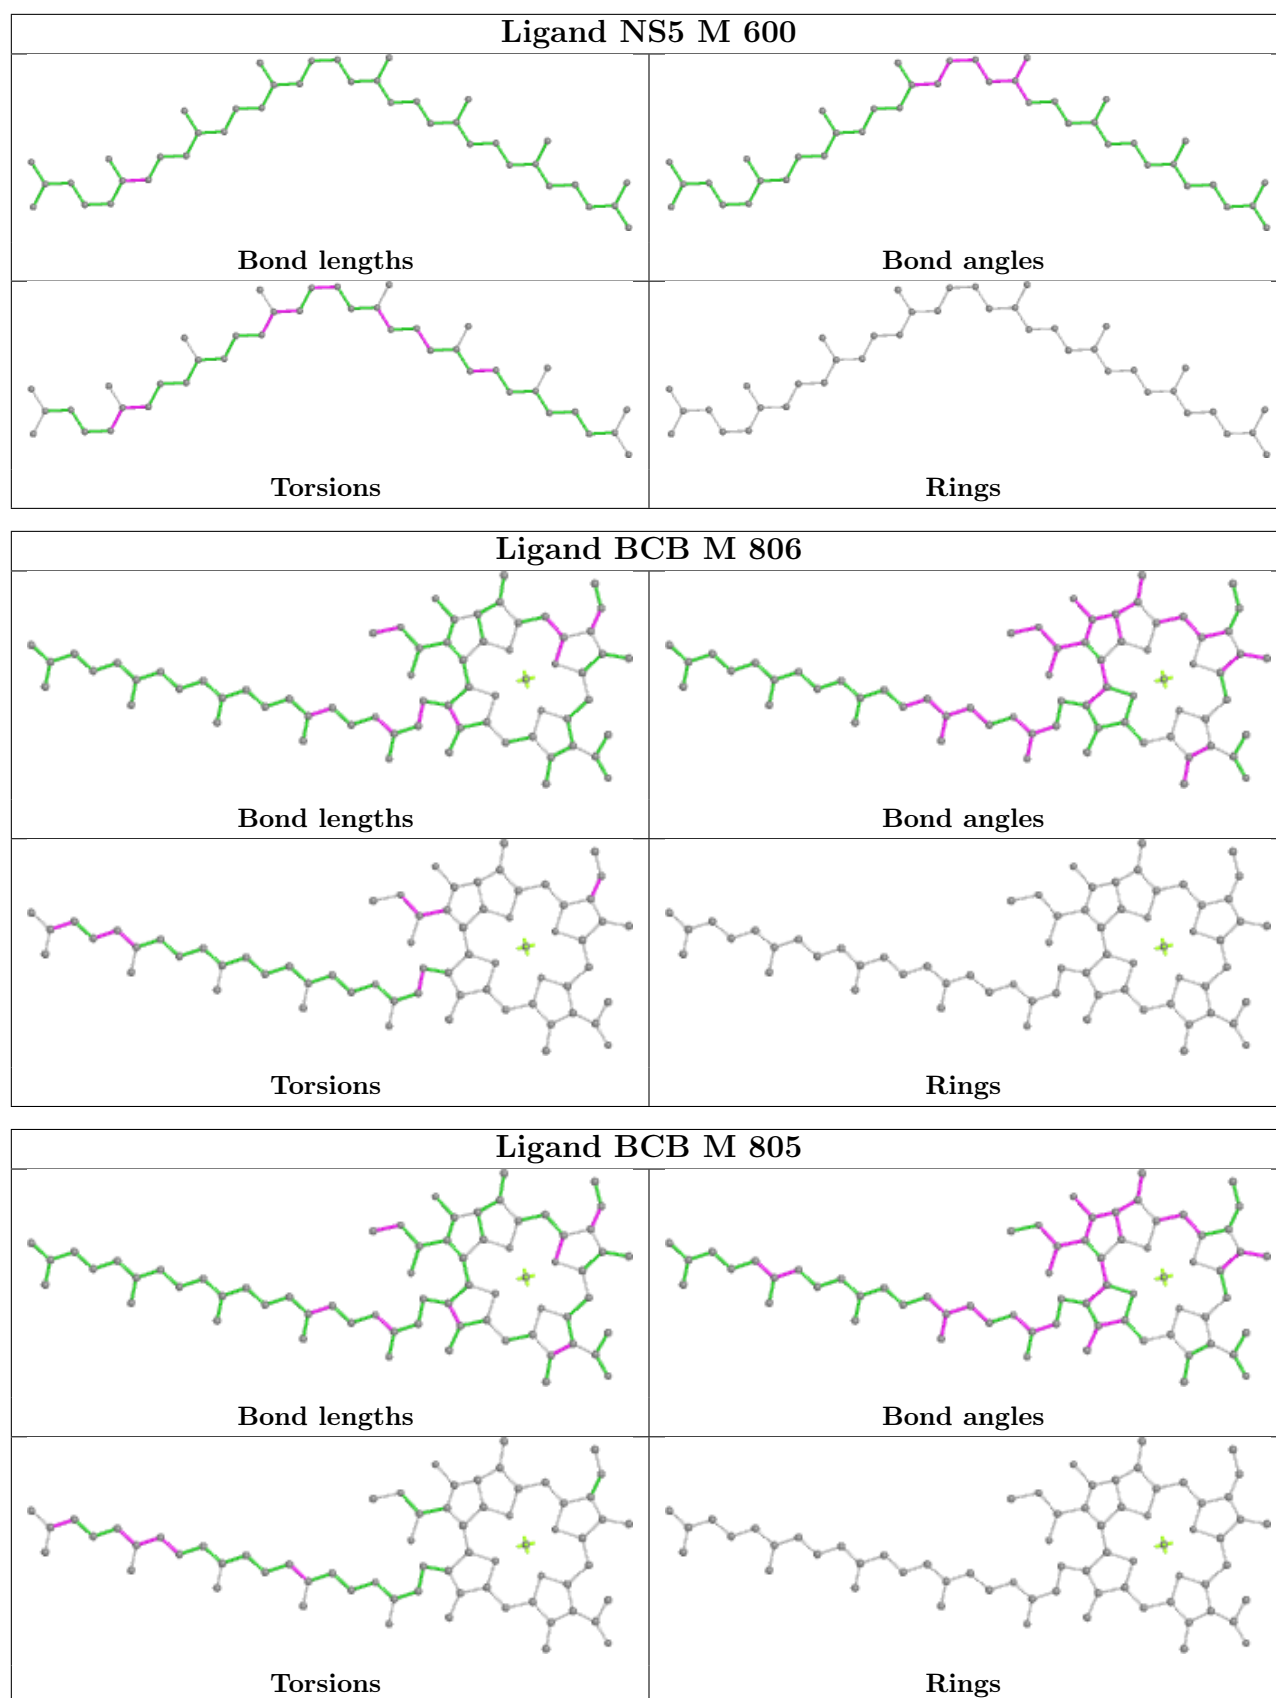 Ligand NS5 M 600
Bond lengths
Bond angles
Torsions
Rings
Ligand BCB M 806
Bond lengths
Bond angles
Torsions
Rings
Ligand BCB M 805
Bond lengths
Bond angles
Torsions
Rings